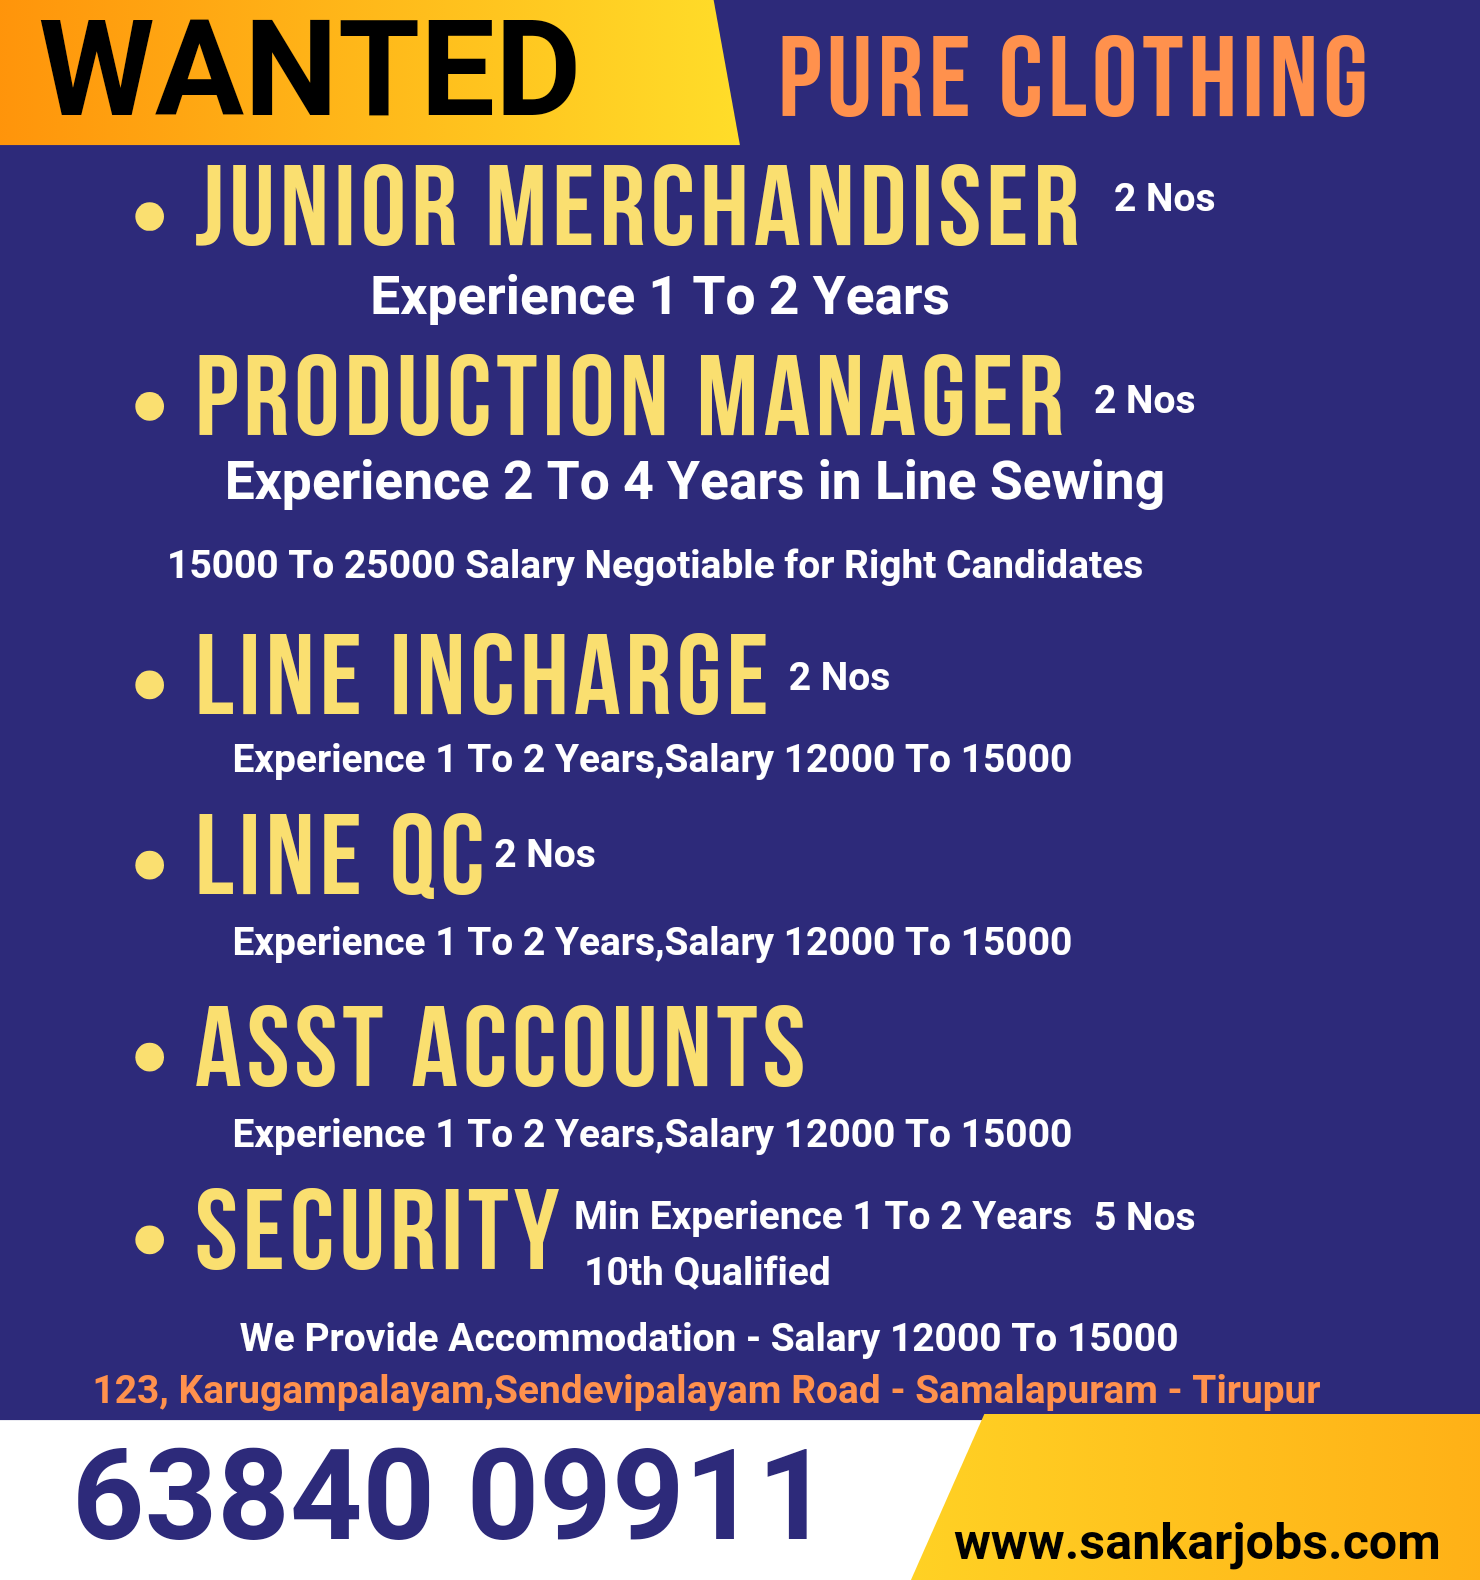 WANTED
PURE CLOTHING
• JUNIOR MERCHANDISER 2 Nos
Experience 1 To 2 Years
• PRODUCTION MANAGER 2 Nos
Experience 2 To 4 Years in Line Sewing
15000 To 25000 Salary Negotiable for Right Candidates
• LINE INCHARGE 2 Nos
Experience 1 To 2 Years,Salary 12000 To 15000
• LINE QC 2 Nos
Experience 1 To 2 Years,Salary 12000 To 15000
• ASST ACCOUNTS
Experience 1 To 2 Years,Salary 12000 To 15000
• SECURITY Min Experience 1 To 2 Years 5 Nos
10th Qualified
We Provide Accommodation - Salary 12000 To 15000
123, Karugampalayam,Sendevipalayam Road - Samalapuram - Tirupur
63840 09911
www.sankarjobs.com